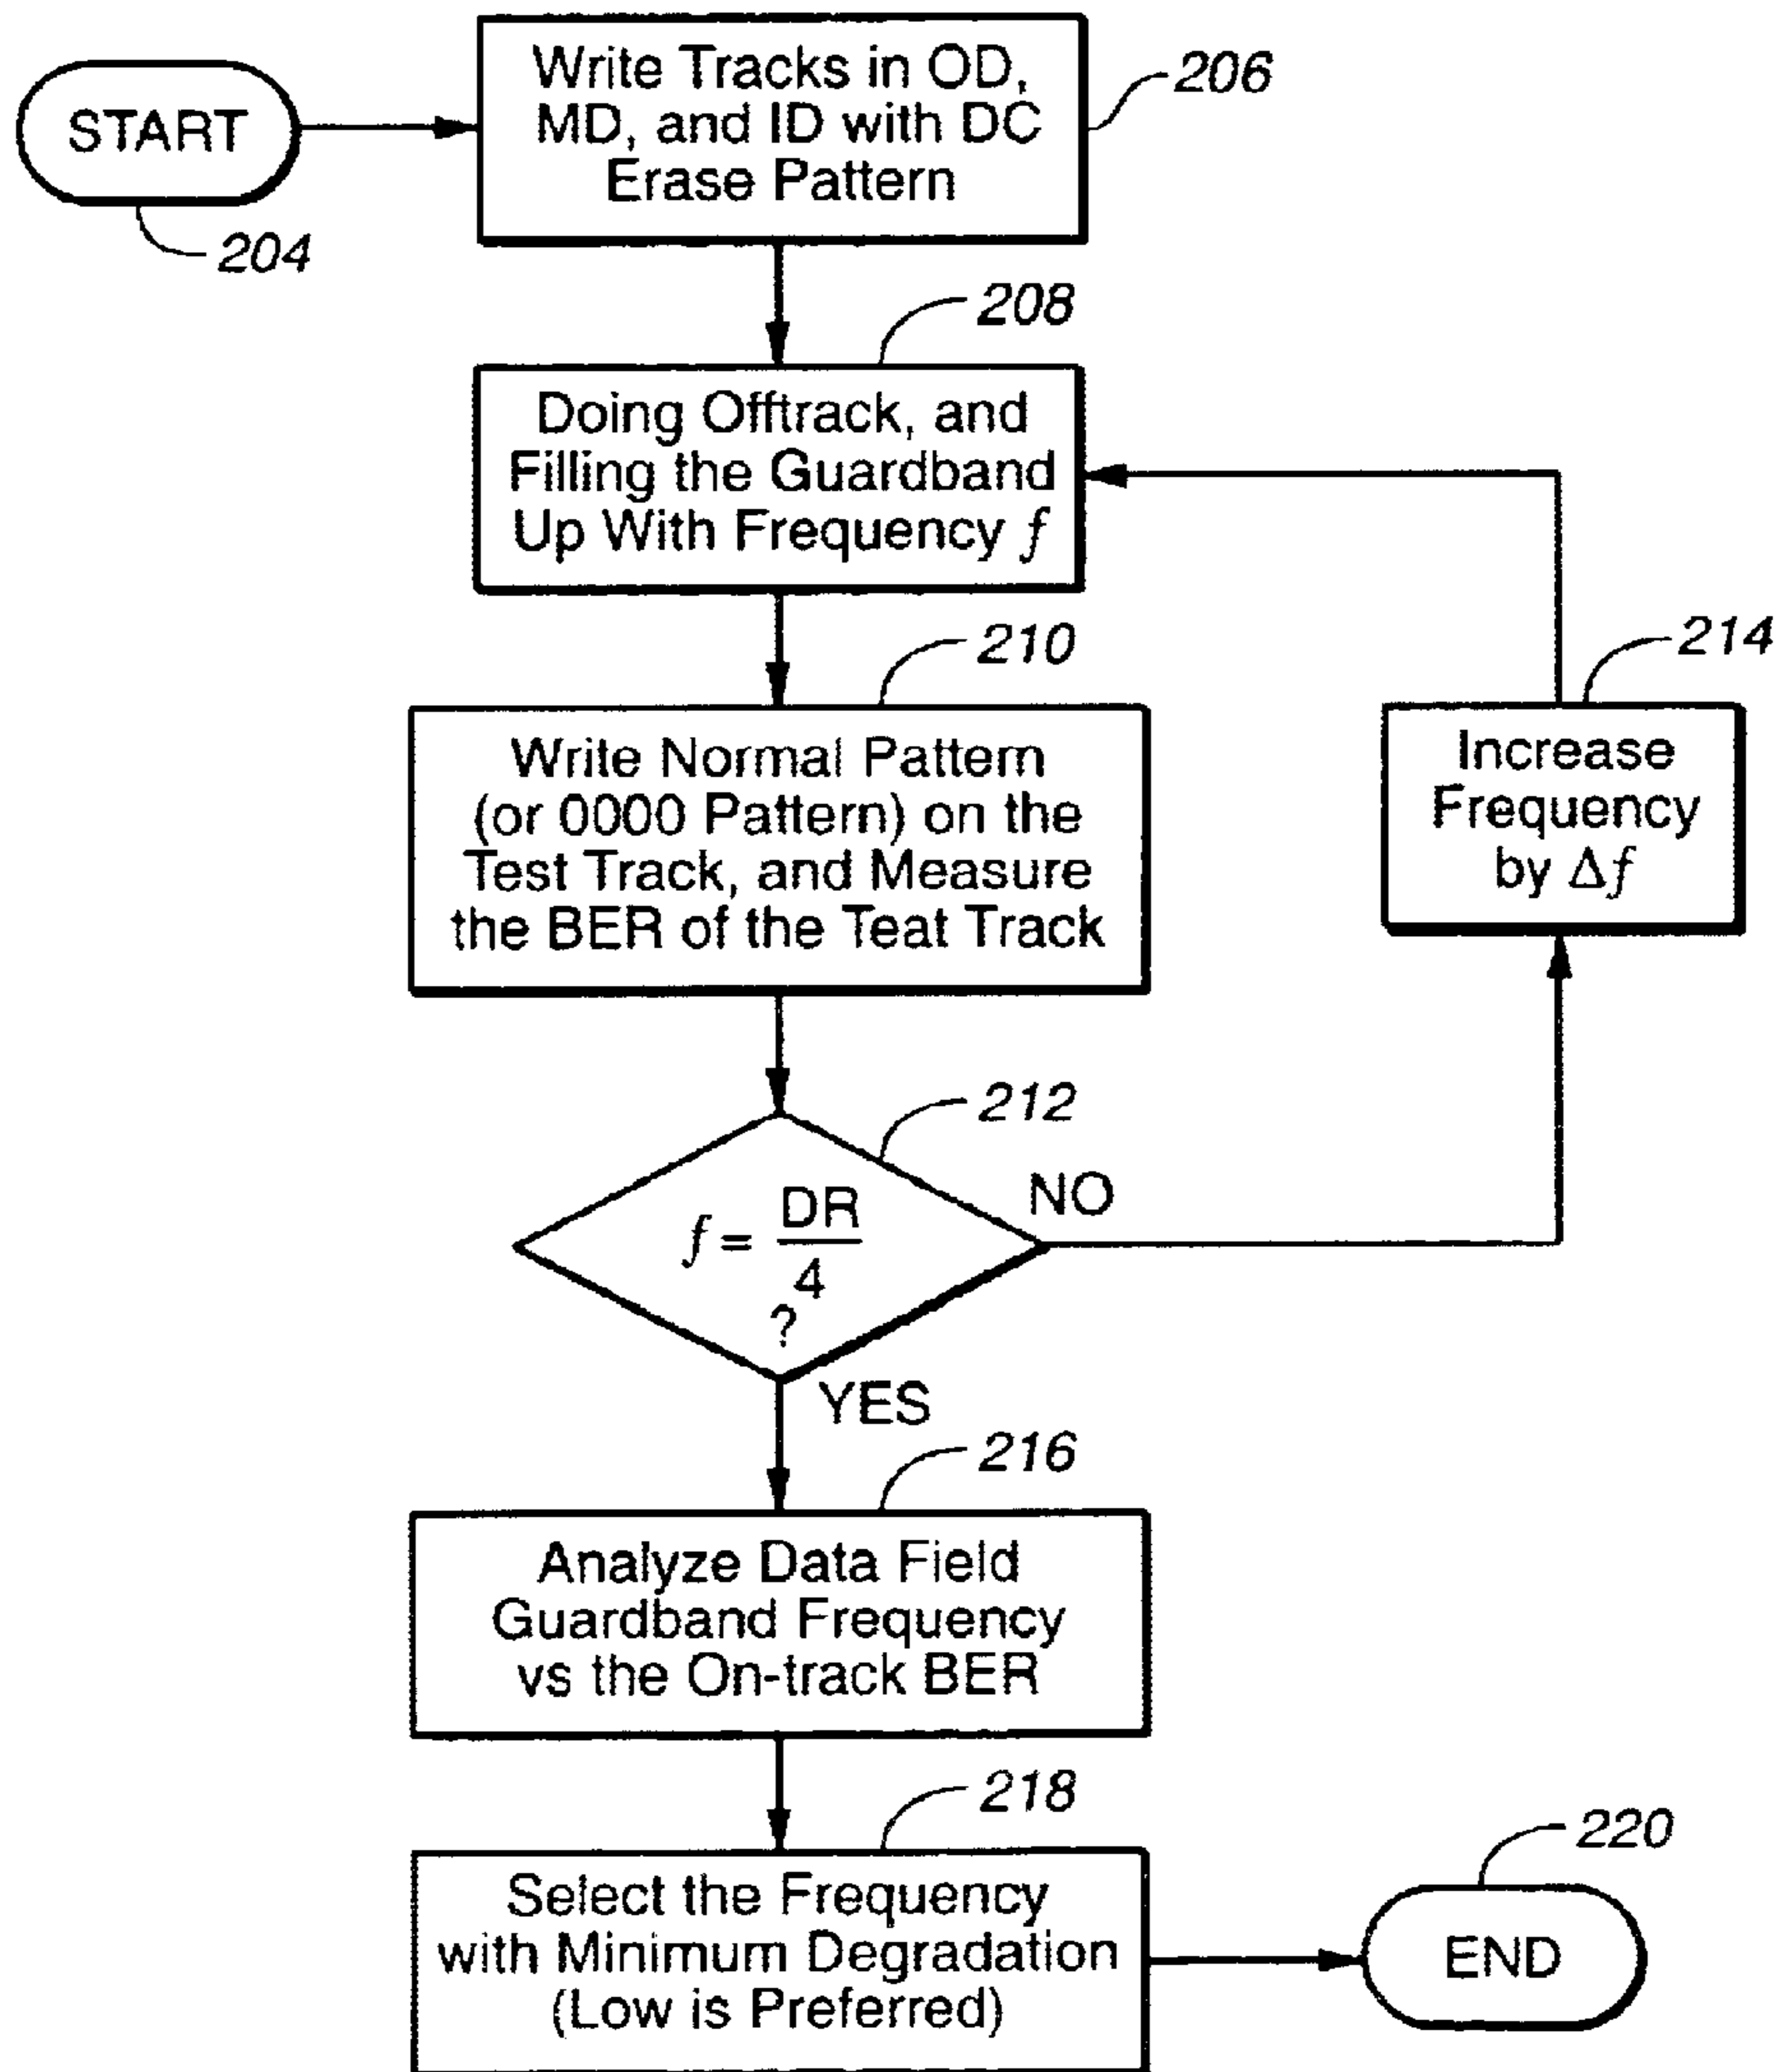 START
204
Write Tracks in OD,
MD, and ID with DC
Erase Pattern
206
208
Doing Offtrack, and
Filling the Guardband
Up With Frequency f
210
Write Normal Pattern
(or 0000 Pattern) on the
Test Track, and Measure
the BER of the Teat Track
214
Increase
Frequency
by Δf
212
f = DR
4
?
NO
YES
216
Analyze Data Field
Guardband Frequency
vs the On-track BER
218
Select the Frequency
with Minimum Degradation
(Low is Preferred)
220
END